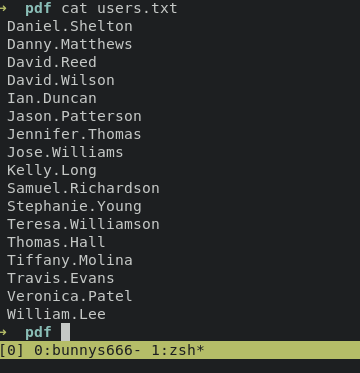 → pdf cat users.txt
Daniel.Shelton
Danny.Matthews
David.Reed
David.Wilson
Ian.Duncan
Jason.Patterson
Jennifer.Thomas
Jose.Williams
Kelly.Long
Samuel.Richardson
Stephanie.Young
Teresa.Williamson
Thomas.Hall
Tiffany.Molina
Travis.Evans
Veronica.Patel
William.Lee
→ pdf
[0] 0:bunnys666- 1:zsh*